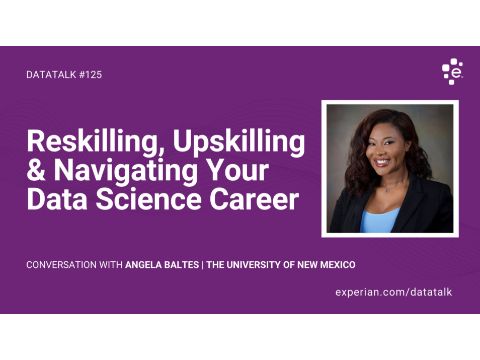 DATATALK #125
e
Reskilling, Upskilling
& Navigating Your
Data Science Career
CONVERSATION WITH ANGELA BALTES | THE UNIVERSITY OF NEW MEXICO
experian.com/datatalk